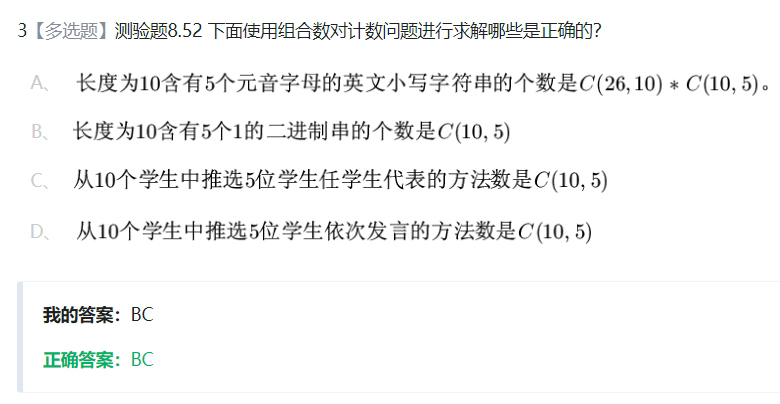 3【多选题】测验题8.52 下面使用组合数对计数问题进行求解哪些是正确的？
A、 长度为10含有5个元音字母的英文小写字符串的个数是C(26, 10) * C(10, 5)。
B、 长度为10含有5个1的二进制串的个数是C(10, 5)
C、 从10个学生中推选5位学生任学生代表的方法数是C(10, 5)
D、 从10个学生中推选5位学生依次发言的方法数是C(10, 5)
我的答案：BC
正确答案：BC